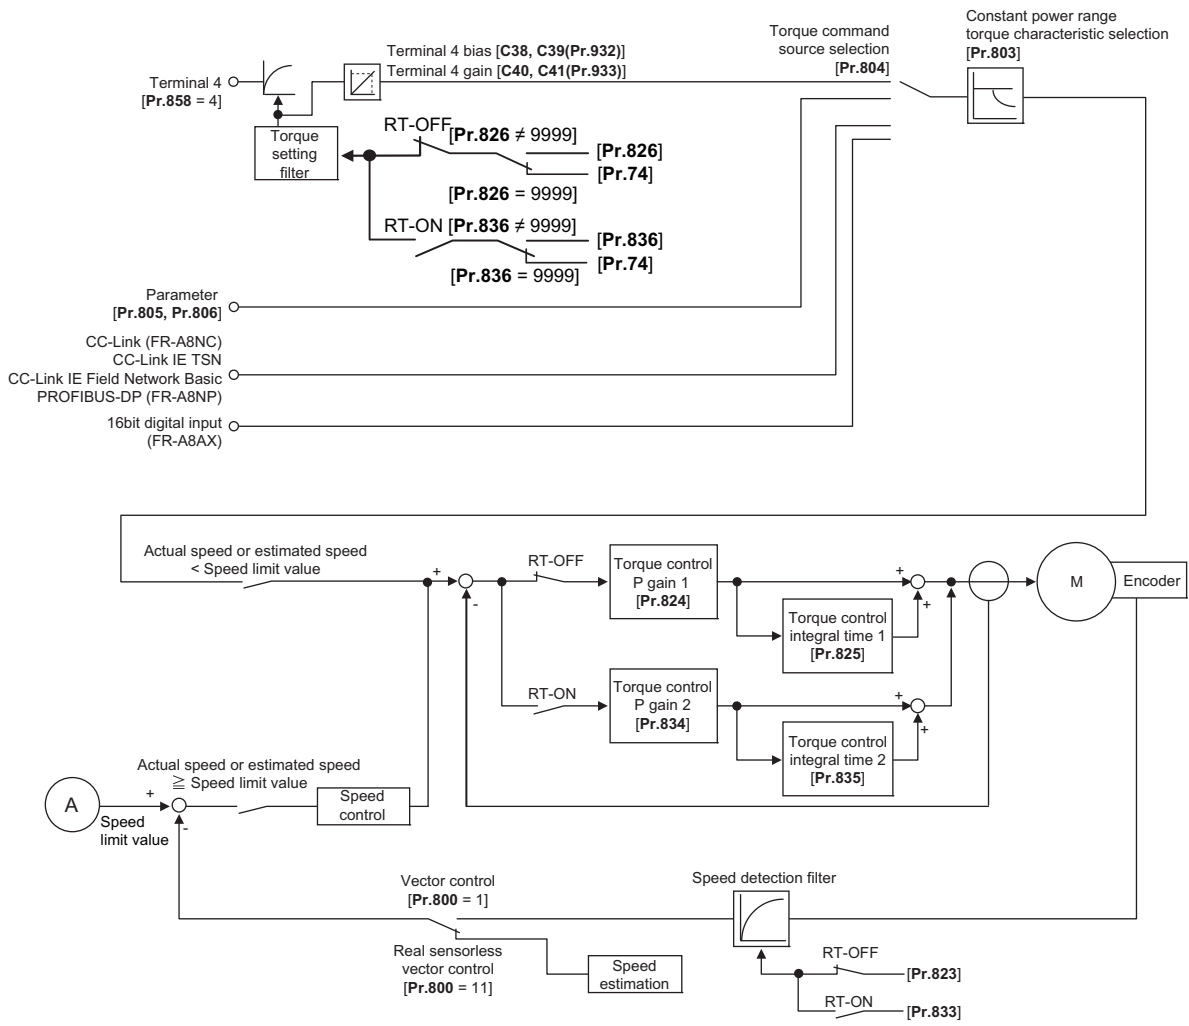 Constant power range
torque characteristic selection
[Pr.803]
Torque command
source selection
[Pr.804]
Terminal 4 bias [C38, C39(Pr.932)]
Terminal 4 gain [C40, C41(Pr.933)]
Terminal 4
[Pr.858 = 4]
Torque
setting
filter
RT-OFF
[Pr.826 ≠ 9999]
[Pr.826]
[Pr.74]
[Pr.826 = 9999]
RT-ON
[Pr.836 ≠ 9999]
[Pr.836]
[Pr.74]
[Pr.836 = 9999]
Parameter
[Pr.805, Pr.806]
CC-Link (FR-A8NC)
CC-Link IE TSN
CC-Link IE Field Network Basic
PROFIBUS-DP (FR-A8NP)
16bit digital input
(FR-A8AX)
Actual speed or estimated speed
< Speed limit value
+
-
RT-OFF
Torque control
P gain 1
[Pr.824]
Torque control
integral time 1
[Pr.825]
+
+
M
Encoder
RT-ON
Torque control
P gain 2
[Pr.834]
Torque control
integral time 2
[Pr.835]
+
+
Actual speed or estimated speed
≧ Speed limit value
A
+
-
Speed
limit value
Speed
control
Vector control
[Pr.800 = 1]
Real sensorless
vector control
[Pr.800 = 11]
Speed
estimation
Speed detection filter
RT-OFF
[Pr.823]
RT-ON
[Pr.833]